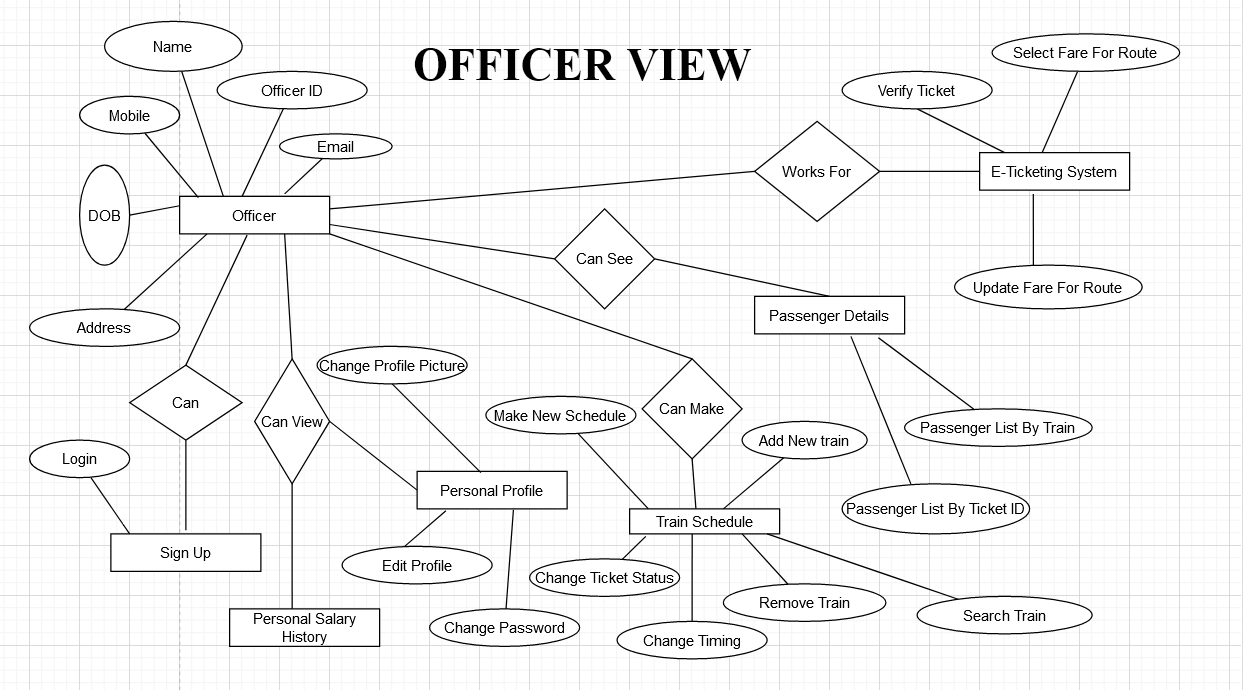 OFFICER VIEW
Name
Select Fare For Route
Officer ID
Verify Ticket
Mobile
Email
Works For
E-Ticketing System
DOB
Officer
Can See
Update Fare For Route
Passenger Details
Address
Change Profile Picture
Can
Can View
Make New Schedule
Can Make
Add New train
Passenger List By Train
Login
Personal Profile
Passenger List By Ticket ID
Train Schedule
Sign Up
Edit Profile
Change Ticket Status
Remove Train
Search Train
Personal Salary
History
Change Password
Change Timing